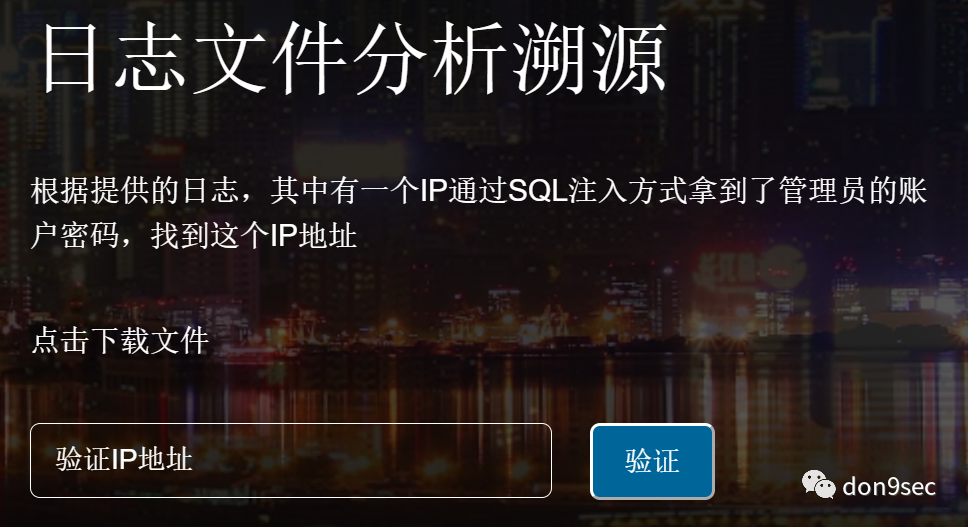 日志文件分析溯源
根据提供的日志，其中有一个IP通过SQL注入方式拿到了管理员的账
户密码，找到这个IP地址
点击下载文件
验证IP地址
验证
don9sec